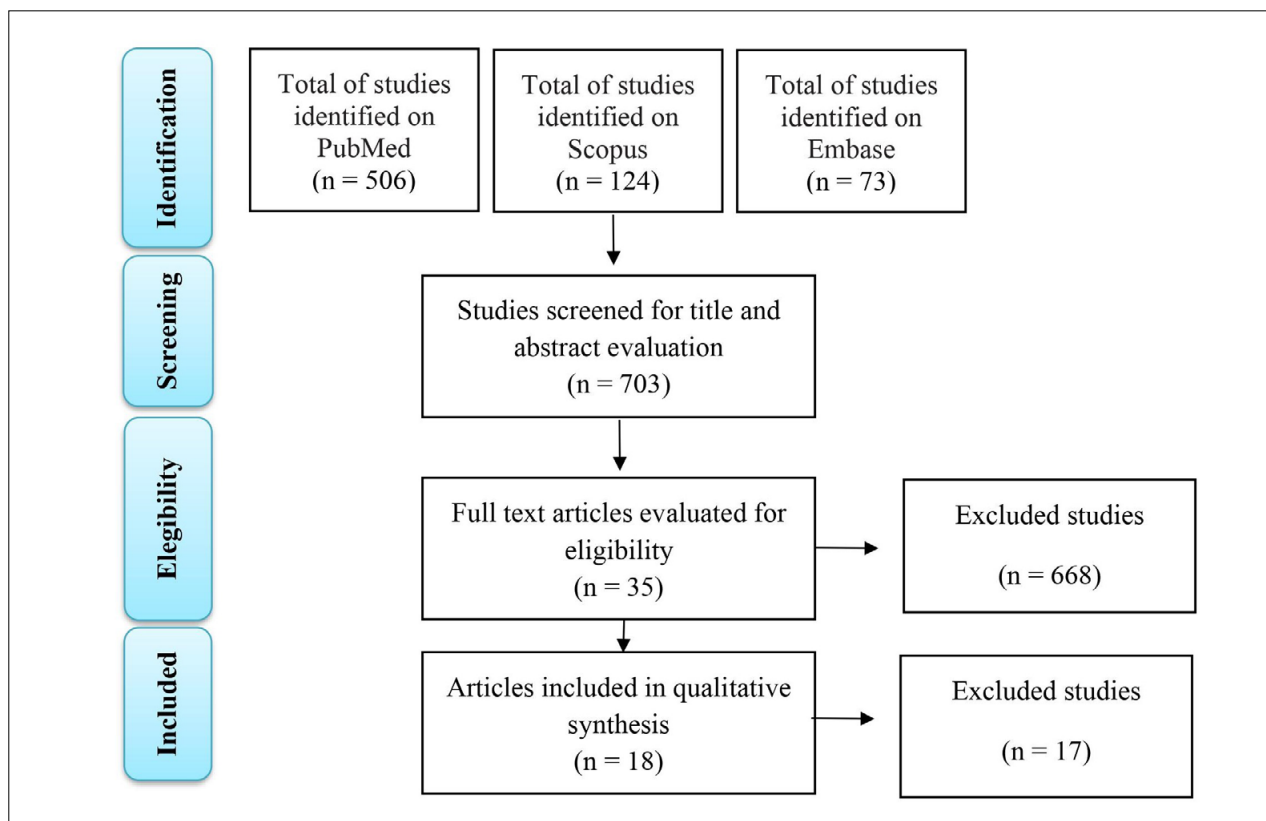 Identification
Total of studies
identified on
PubMed
(n = 506)
Total of studies
identified on
Scopus
(n = 124)
Total of studies
identified on
Embase
(n = 73)
Screening
Studies screened for title and
abstract evaluation
(n = 703)
Elegibility
Full text articles evaluated for
eligibility
(n = 35)
Excluded studies
(n = 668)
Included
Articles included in qualitative
synthesis
(n = 18)
Excluded studies
(n = 17)